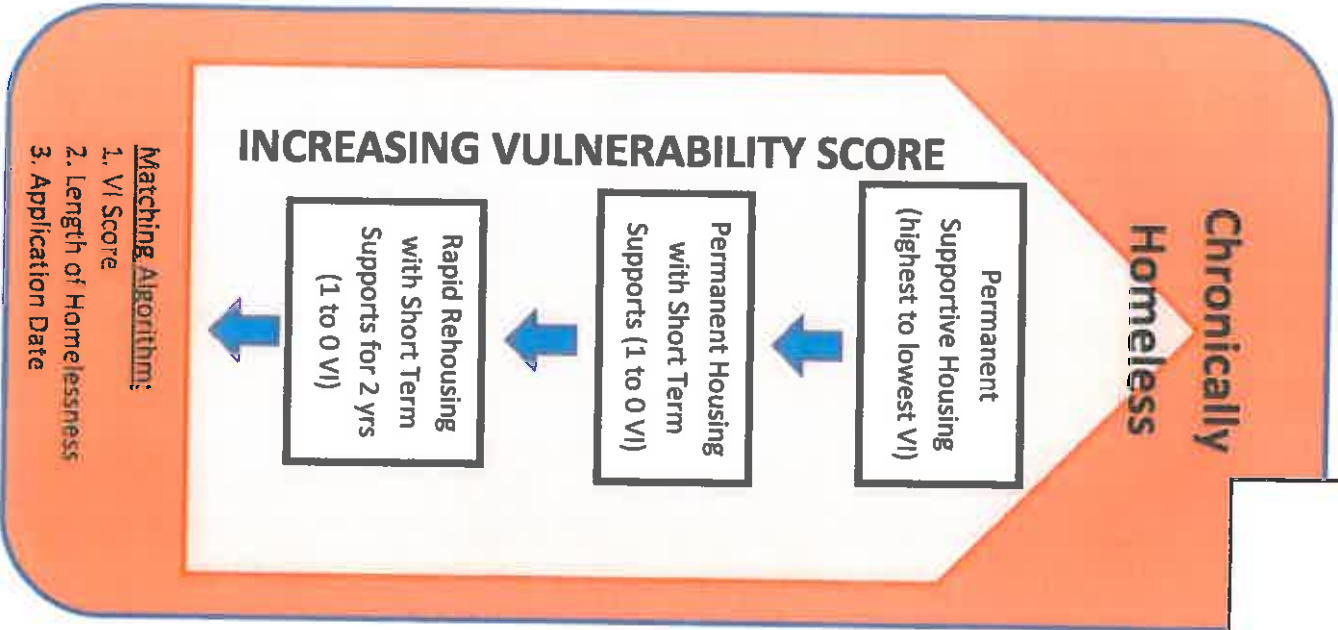 Chronically
Homeless
INCREASING VULNERABILITY SCORE
Permanent
Supportive Housing
(highest to lowest VI)
Permanent Housing
with Short Term
Supports (1 to 0 VI)
Rapid Rehousing
with Short Term
Supports for 2 yrs
(1 to 0 VI)
Matching Algorithm:
1. VI Score
2. Length of Homelessness
3. Application Date